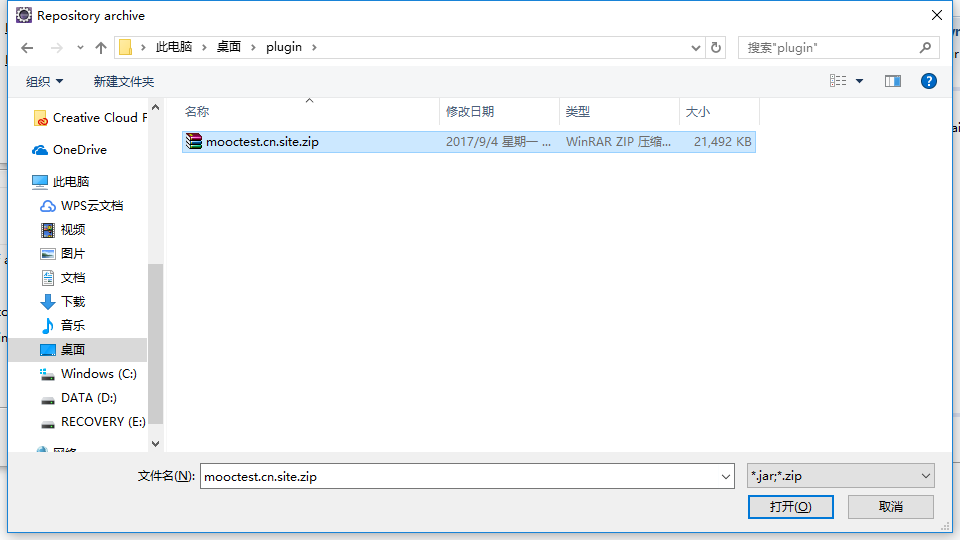 Repository archive
此电脑 > 桌面 > plugin >
搜索"plugin"
组织
新建文件夹
名称
修改日期
类型
大小
mooctest.cn.site.zip
2017/9/4 星期一 ...
WinRAR ZIP 压缩...
21,492 KB
Creative Cloud F
OneDrive
此电脑
WPS云文档
视频
图片
文档
下载
音乐
桌面
Windows (C:)
DATA (D:)
RECOVERY (E:)
网络
文件名(N):
mooctest.cn.site.zip
*.jar;*.zip
打开(O)
取消